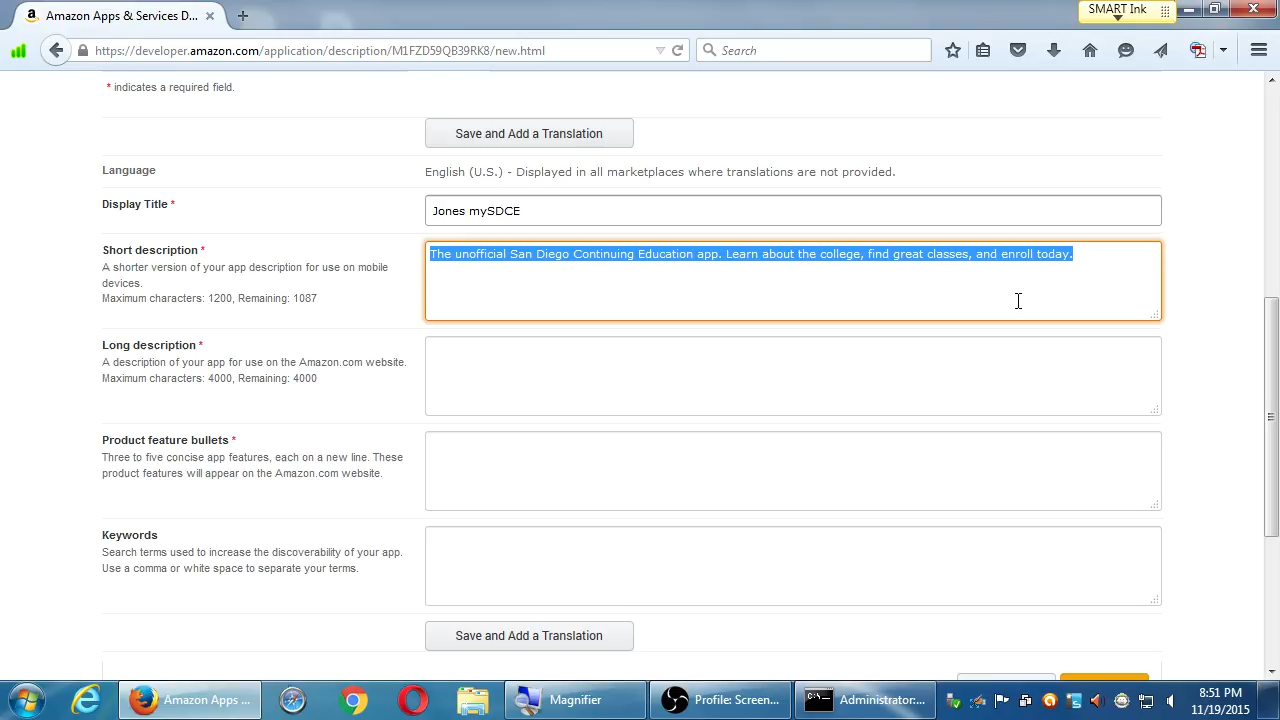 Amazon Apps & Services D...
SMART Ink
https://developer.amazon.com/application/description/M1FZD59QB39RK8/new.html
Search
* indicates a required field.
Save and Add a Translation
Language
English (U.S.) - Displayed in all marketplaces where translations are not provided.
Display Title *
Jones mySDCE
Short description *
A shorter version of your app description for use on mobile
devices.
Maximum characters: 1200, Remaining: 1087
The unofficial San Diego Continuing Education app. Learn about the college, find great classes, and enroll today.
Long description *
A description of your app for use on the Amazon.com website.
Maximum characters: 4000, Remaining: 4000
Product feature bullets *
Three to five concise app features, each on a new line. These
product features will appear on the Amazon.com website.
Keywords
Search terms used to increase the discoverability of your app.
Use a comma or white space to separate your terms.
Save and Add a Translation
Amazon Apps ...
Magnifier
Profile: Screen...
C:\.
Administrator:...
8:51 PM
11/19/2015